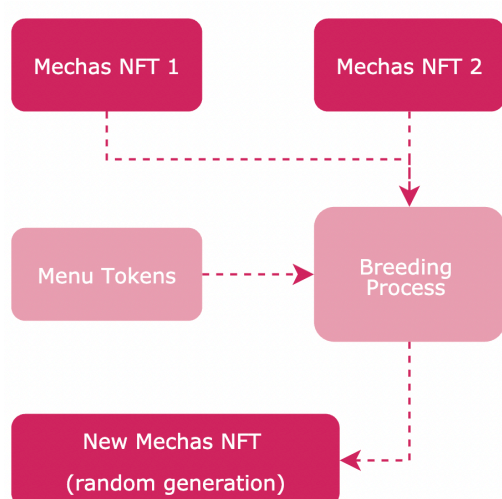 Mechas NFT 1
Mechas NFT 2
Menu Tokens
Breeding
Process
New Mechas NFT
(random generation)